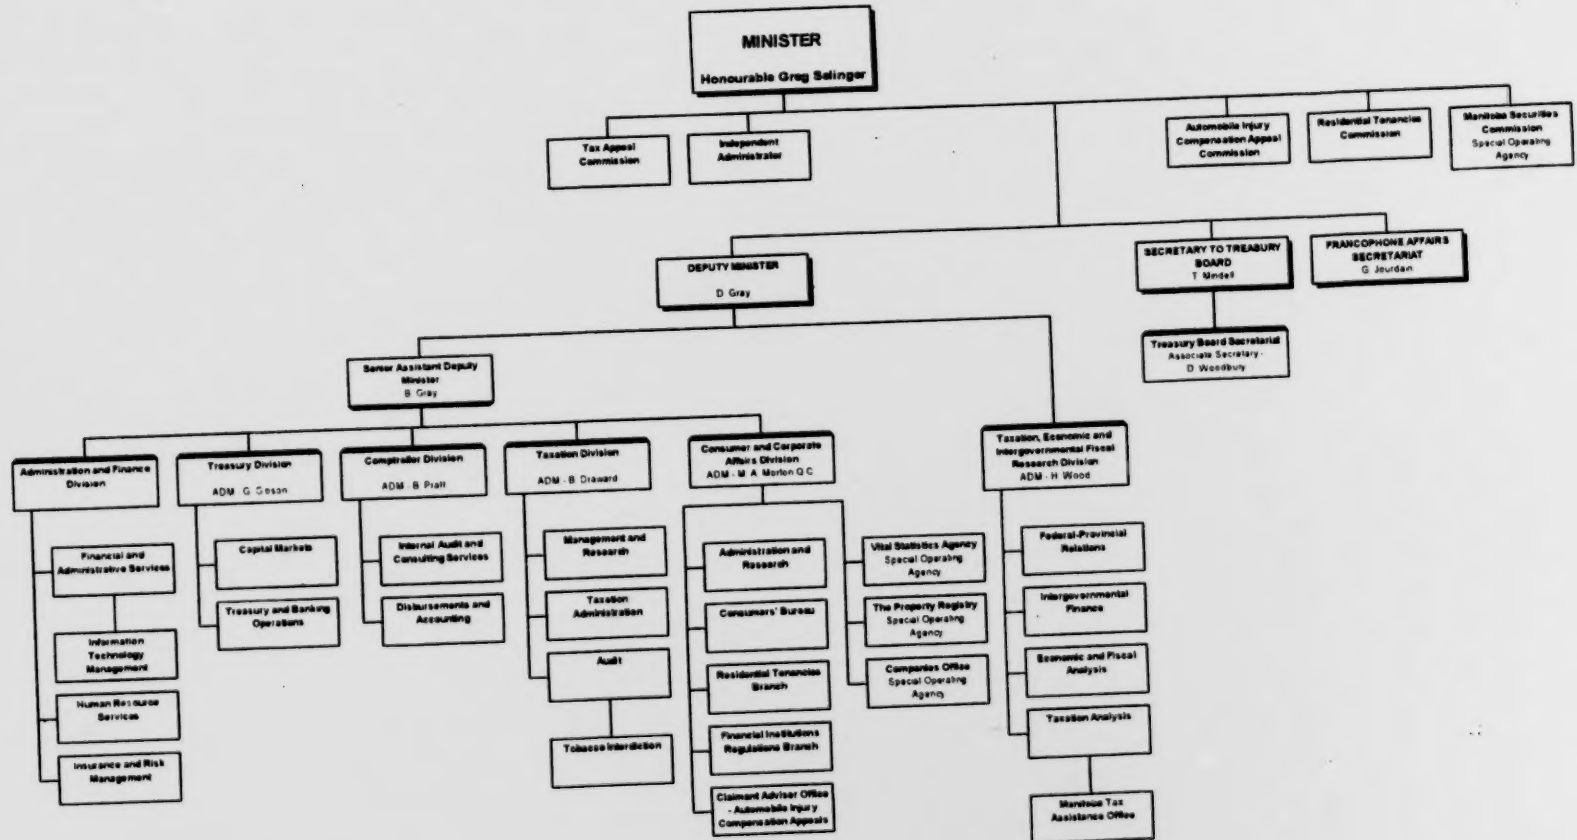 MINISTER
Honourable Greg Selinger
Tax Appeal
Commission
Independent
Administrator
Automobile Injury
Compensation Appeal
Commission
Residential Tenancies
Commission
Manitoba Securities
Commission
Special Operating
Agency
DEPUTY MINISTER
D. Gray
SECRETARY TO TREASURY
BOARD
T. Mindell
FRANCOPHONE AFFAIRS
SECRETARIAT
G. Jourdain
Treasury Board Secretariat
Associate Secretary -
D. Woodbury
Senior Assistant Deputy
Minister
B. Gray
Administration and Finance
Division
Treasury Division
ADM - G. Gibson
Comptroller Division
ADM - B. Pratt
Taxation Division
ADM - B. Draward
Consumer and Corporate
Affairs Division
ADM - M. A. Morton Q.C.
Taxation, Economic and
Intergovernmental Fiscal
Research Division
ADM - H. Wood
Financial and
Administrative Services
Information
Technology
Management
Human Resource
Services
Insurance and Risk
Management
Capital Markets
Treasury and Banking
Operations
Internal Audit and
Consulting Services
Disbursements and
Accounting
Management and
Research
Taxation
Administration
Audit
Tobacco Interdiction
Administration and
Research
Consumers' Bureau
Residential Tenancies
Branch
Financial Institutions
Regulations Branch
Claimant Adviser Office
- Automobile Injury
Compensation Appeals
Vital Statistics Agency
Special Operating
Agency
The Property Registry
Special Operating
Agency
Companies Office
Special Operating
Agency
Federal-Provincial
Relations
Intergovernmental
Finance
Economic and Fiscal
Analysis
Taxation Analysis
Manitoba Tax
Assistance Office